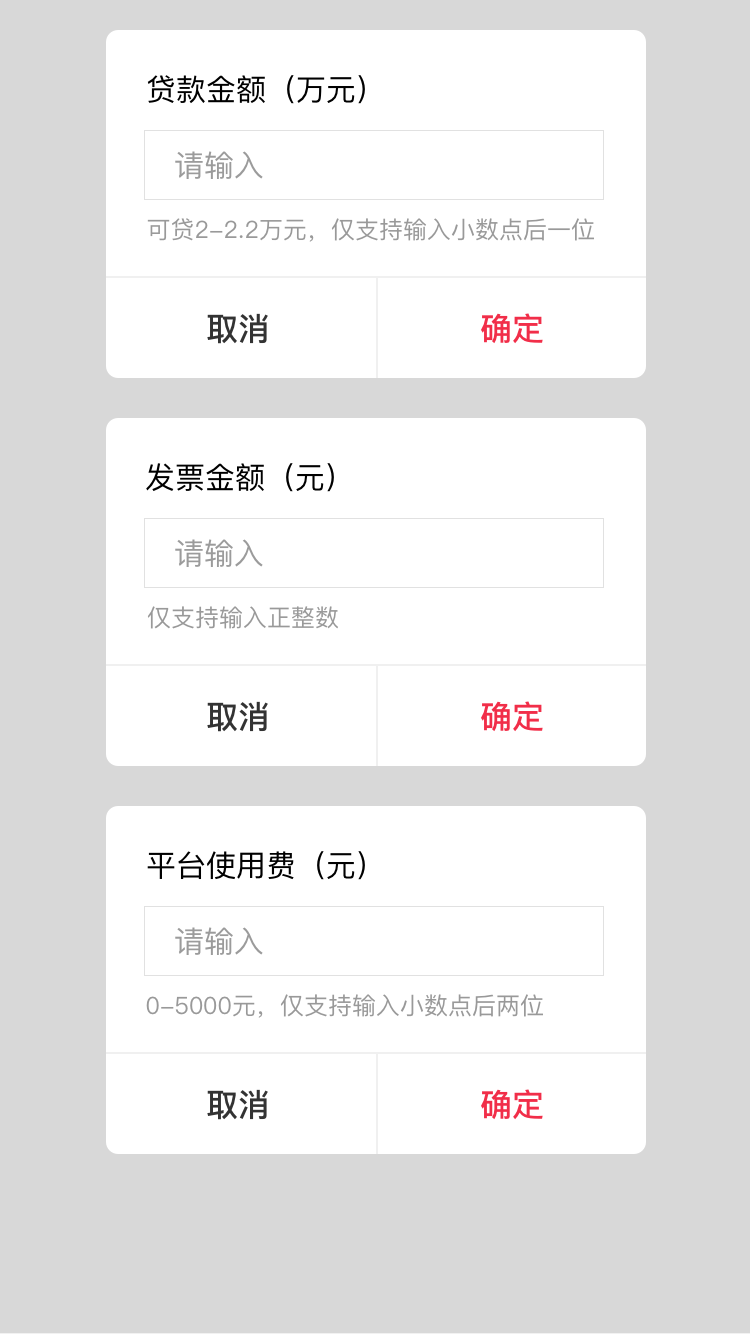 贷款金额（万元）
请输入
可贷2-2.2万元，仅支持输入小数点后一位
取消
确定
发票金额（元）
请输入
仅支持输入正整数
取消
确定
平台使用费（元）
请输入
0-5000元，仅支持输入小数点后两位
取消
确定